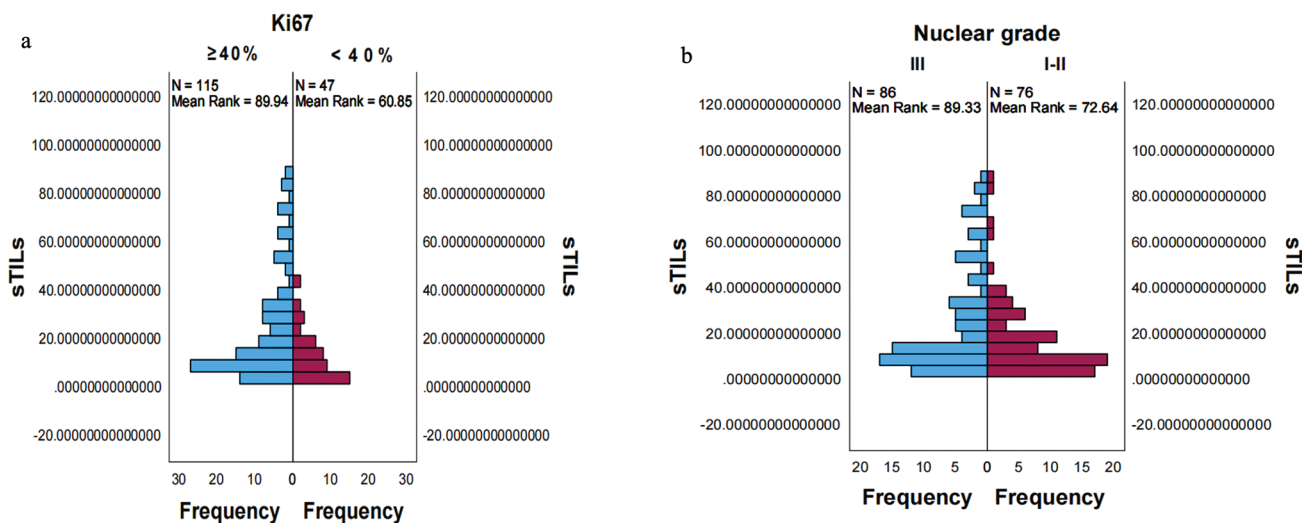 a
Ki67
≥40% <40%
N = 115 N = 47
Mean Rank = 89.94 Mean Rank = 60.85
120.00000000000000 120.00000000000000
100.00000000000000 100.00000000000000
80.00000000000000 80.00000000000000
60.00000000000000 60.00000000000000
40.00000000000000 40.00000000000000
20.00000000000000 20.00000000000000
.00000000000000 .00000000000000
-20.00000000000000 -20.00000000000000
sTILs sTILs
30 20 10 0 10 20 30
Frequency Frequency
b
Nuclear grade
III I-II
N = 86 N = 76
Mean Rank = 89.33 Mean Rank = 72.64
120.00000000000000 120.00000000000000
100.00000000000000 100.00000000000000
80.00000000000000 80.00000000000000
60.00000000000000 60.00000000000000
40.00000000000000 40.00000000000000
20.00000000000000 20.00000000000000
.00000000000000 .00000000000000
-20.00000000000000 -20.00000000000000
sTILs sTILs
20 15 10 5 0 5 10 15 20
Frequency Frequency